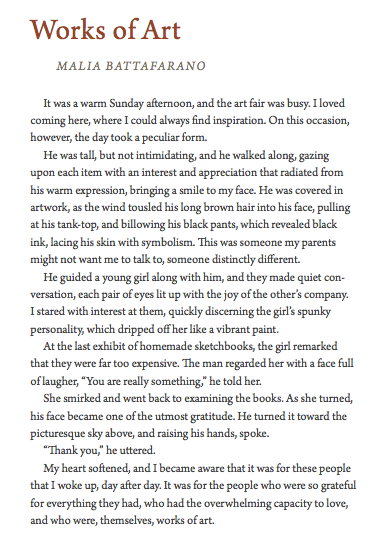 Works of Art
MALIA BATTAFARANO
It was a warm Sunday afternoon, and the art fair was busy. I loved
coming here, where I could always find inspiration. On this occasion,
however, the day took a peculiar form.
He was tall, but not intimidating, and he walked along, gazing
upon each item with an interest and appreciation that radiated from
his warm expression, bringing a smile to my face. He was covered in
artwork, as the wind tousled his long brown hair into his face, pulling
at his tank-top, and billowing his black pants, which revealed black
ink, lacing his skin with symbolism. This was someone my parents
might not want me to talk to, someone distinctly different.
He guided a young girl along with him, and they made quiet con-
versation, each pair of eyes lit up with the joy of the other's company.
I stared with interest at them, quickly discerning the girl's spunky
personality, which dripped off her like a vibrant paint.
At the last exhibit of homemade sketchbooks, the girl remarked
that they were far too expensive. The man regarded her with a face full
of laugher, “You are really something,” he told her.
She smirked and went back to examining the books. As she turned,
his face became one of the utmost gratitude. He turned it toward the
picturesque sky above, and raising his hands, spoke.
“Thank you,” he uttered.
My heart softened, and I became aware that it was for these people
that I woke up, day after day. It was for the people who were so grateful
for everything they had, who had the overwhelming capacity to love,
and who were, themselves, works of art.